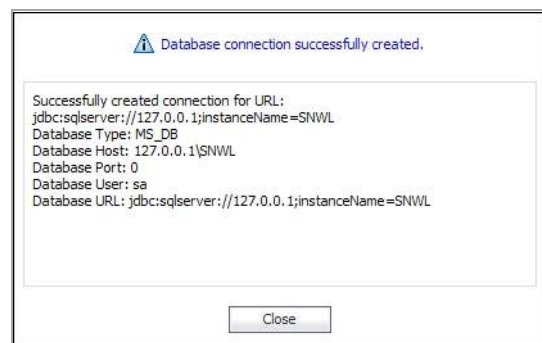 Database connection successfully created.
Successfully created connection for URL:
jdbc:sqlserver://127.0.0.1;instanceName=SNWL
Database Type: MS_DB
Database Host: 127.0.0.1\SNWL
Database Port: 0
Database User: sa
Database URL: jdbc:sqlserver://127.0.0.1;instanceName=SNWL
Close